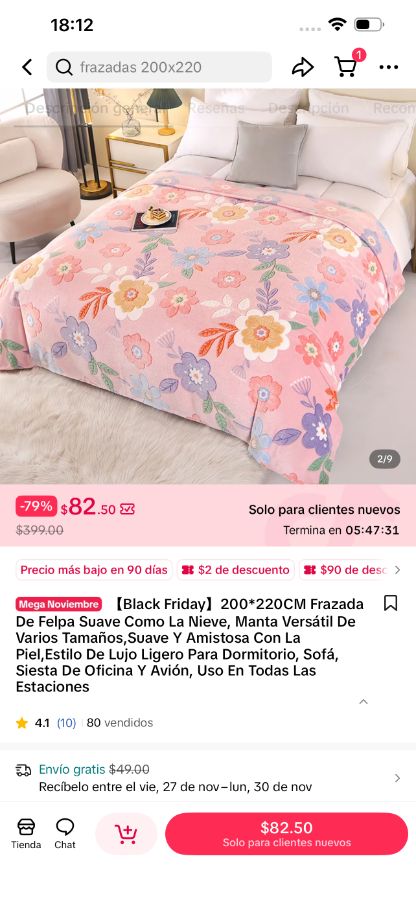 18:12
frazadas 200x220
1
Descripción general Reseñas Descripción Recom
2/9
-79% $82.50
Solo para clientes nuevos
$399.00
Termina en 05:47:31
Precio más bajo en 90 días $2 de descuento $90 de desc
Mega Noviembre 【Black Friday】200*220CM Frazada
De Felpa Suave Como La Nieve, Manta Versátil De
Varios Tamaños,Suave Y Amistosa Con La
Piel,Estilo De Lujo Ligero Para Dormitorio, Sofá,
Siesta De Oficina Y Avión, Uso En Todas Las
Estaciones
4.1 (10) 80 vendidos
Envío gratis $49.00
Recíbelo entre el vie, 27 de nov–lun, 30 de nov
Tienda
Chat
$82.50
Solo para clientes nuevos